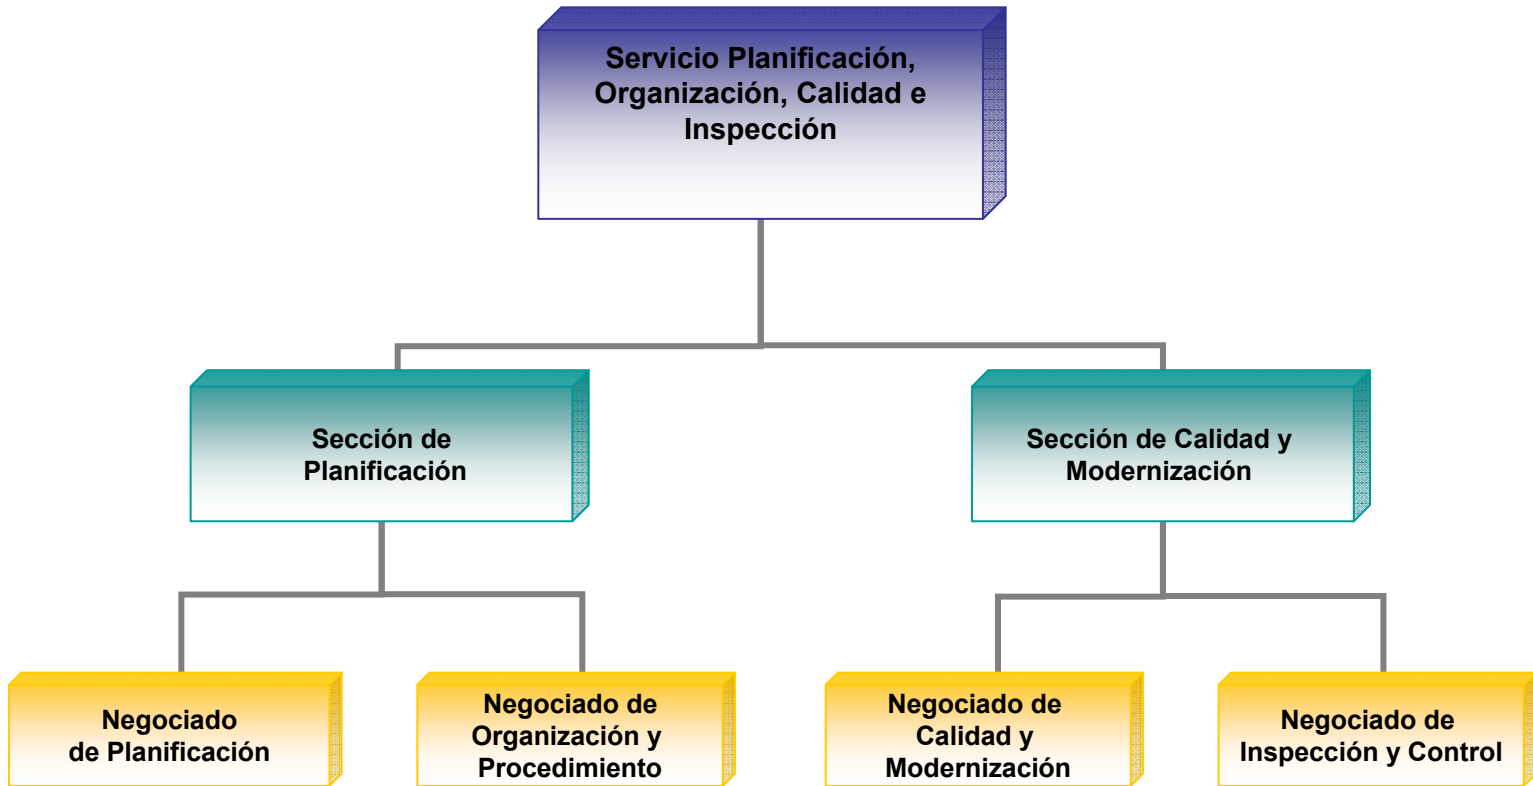 Servicio Planificación,
Organización, Calidad e
Inspección
Sección de
Planificación
Sección de Calidad y
Modernización
Negociado
de Planificación
Negociado de
Organización y
Procedimiento
Negociado de
Calidad y
Modernización
Negociado de
Inspección y Control